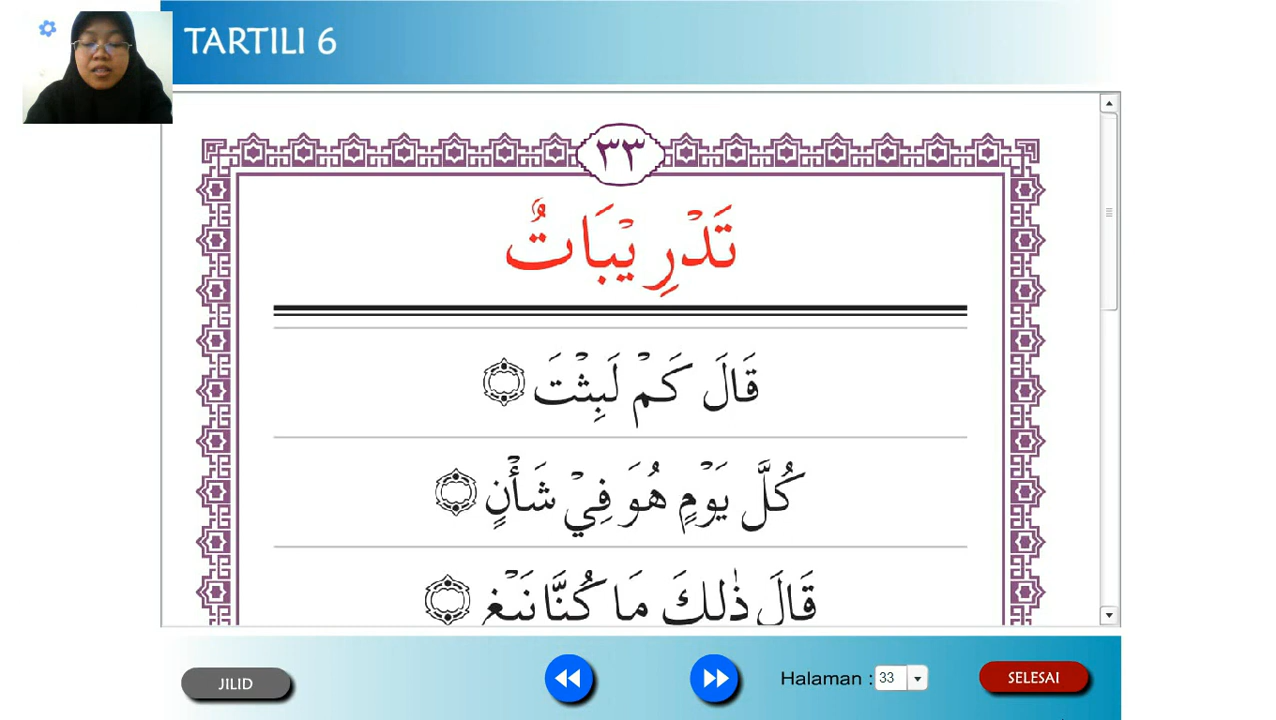 TARTILI 6
٣٣
تَدْرِيْبَاتٌ
قَالَ كَمْ لَبِثْتَ
كُلَّ يَوْمٍ هُوَ فِيْ شَأْنٍ
قَالَ ذٰلِكَ مَا كُنَّا نَبْغِ
JILID
Halaman : 33
SELESAI